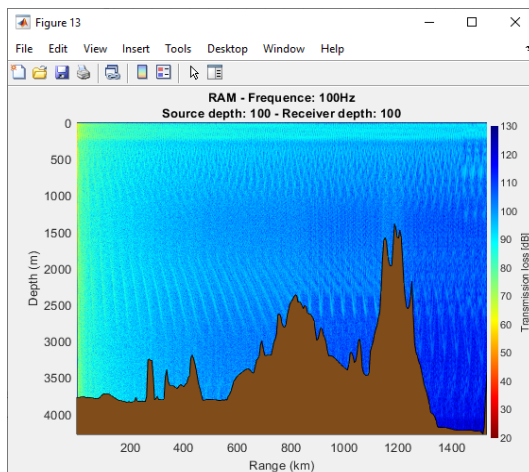 Figure 13
File Edit View Insert Tools Desktop Window Help
RAM - Frequence: 100Hz
Source depth: 100 - Receiver depth: 100
0
500
1000
1500
2000
2500
3000
3500
4000
Depth (m)
200 400 600 800 1000 1200 1400
Range (km)
130
120
110
100
90
80
70
60
50
40
30
20
Transmission loss [dB]